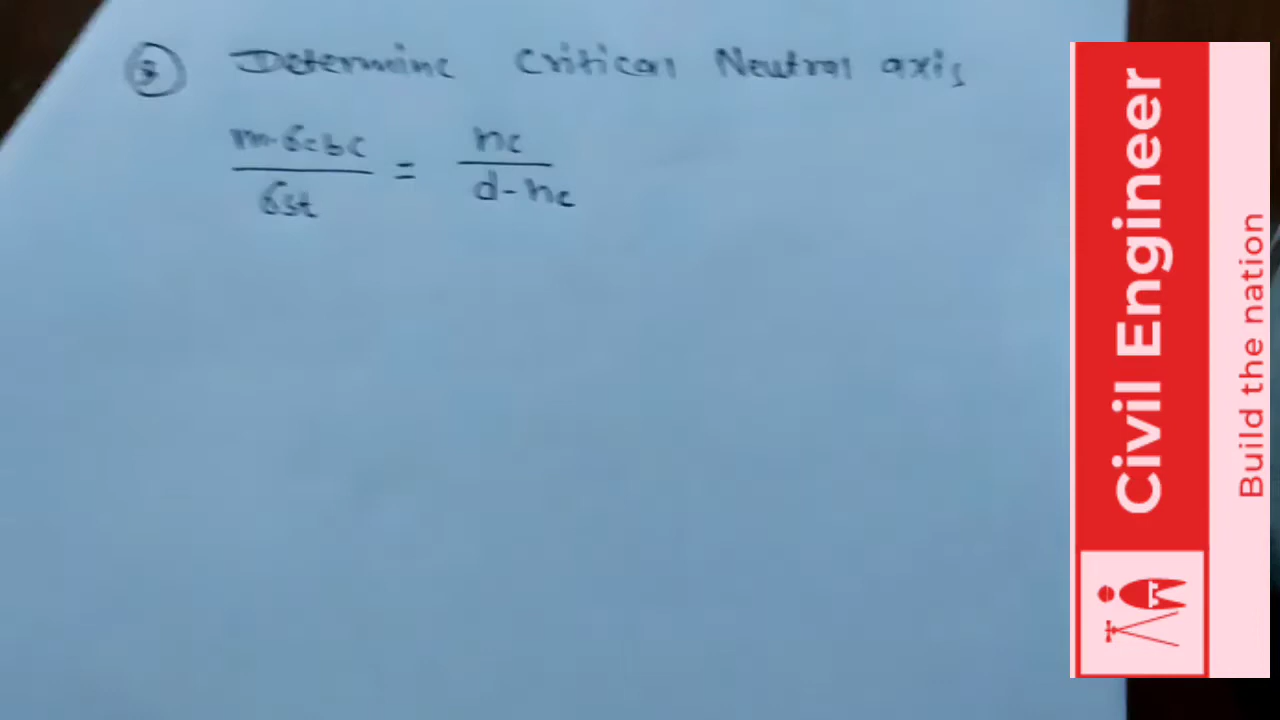 ③ Determine Critical Neutral axis
m·σcbc / σst = nc / d-nc
Civil Engineer
Build the nation